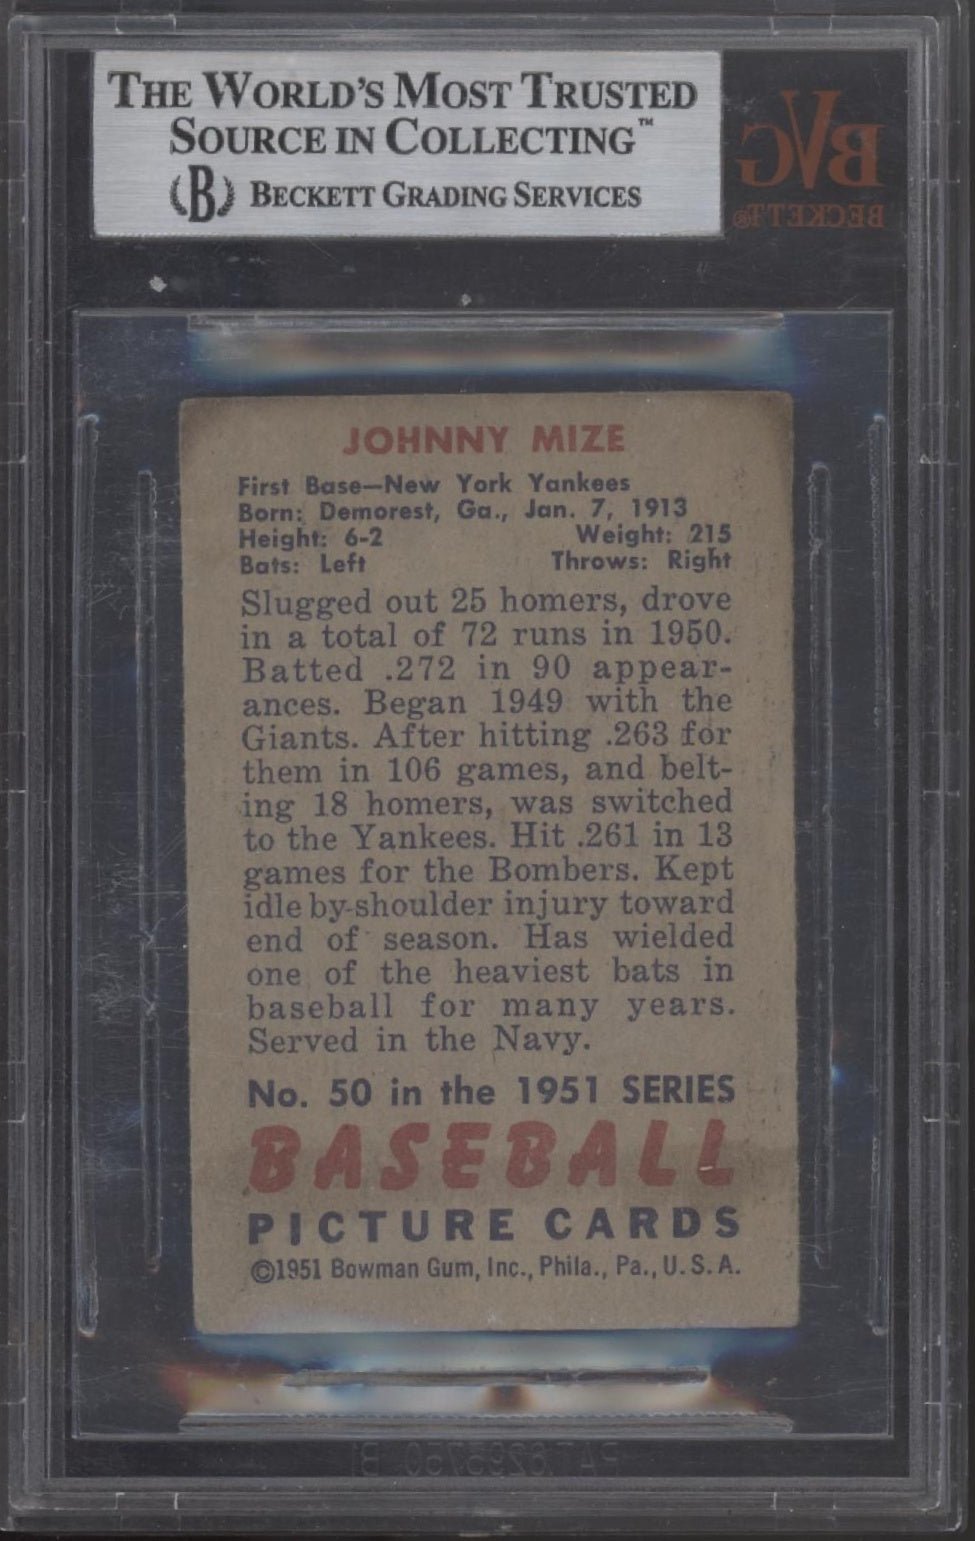 THE WORLD'S MOST TRUSTED
SOURCE IN COLLECTING™
(B) BECKETT GRADING SERVICES
BVG
BECKETT®
JOHNNY MIZE
First Base—New York Yankees
Born: Demorest, Ga., Jan. 7, 1913
Height: 6-2 Weight: 215
Bats: Left Throws: Right
Slugged out 25 homers, drove
in a total of 72 runs in 1950.
Batted .272 in 90 appear-
ances. Began 1949 with the
Giants. After hitting .263 for
them in 106 games, and belt-
ing 18 homers, was switched
to the Yankees. Hit .261 in 13
games for the Bombers. Kept
idle by shoulder injury toward
end of season. Has wielded
one of the heaviest bats in
baseball for many years.
Served in the Navy.
No. 50 in the 1951 SERIES
BASEBALL
PICTURE CARDS
©1951 Bowman Gum, Inc., Phila., Pa., U.S.A.